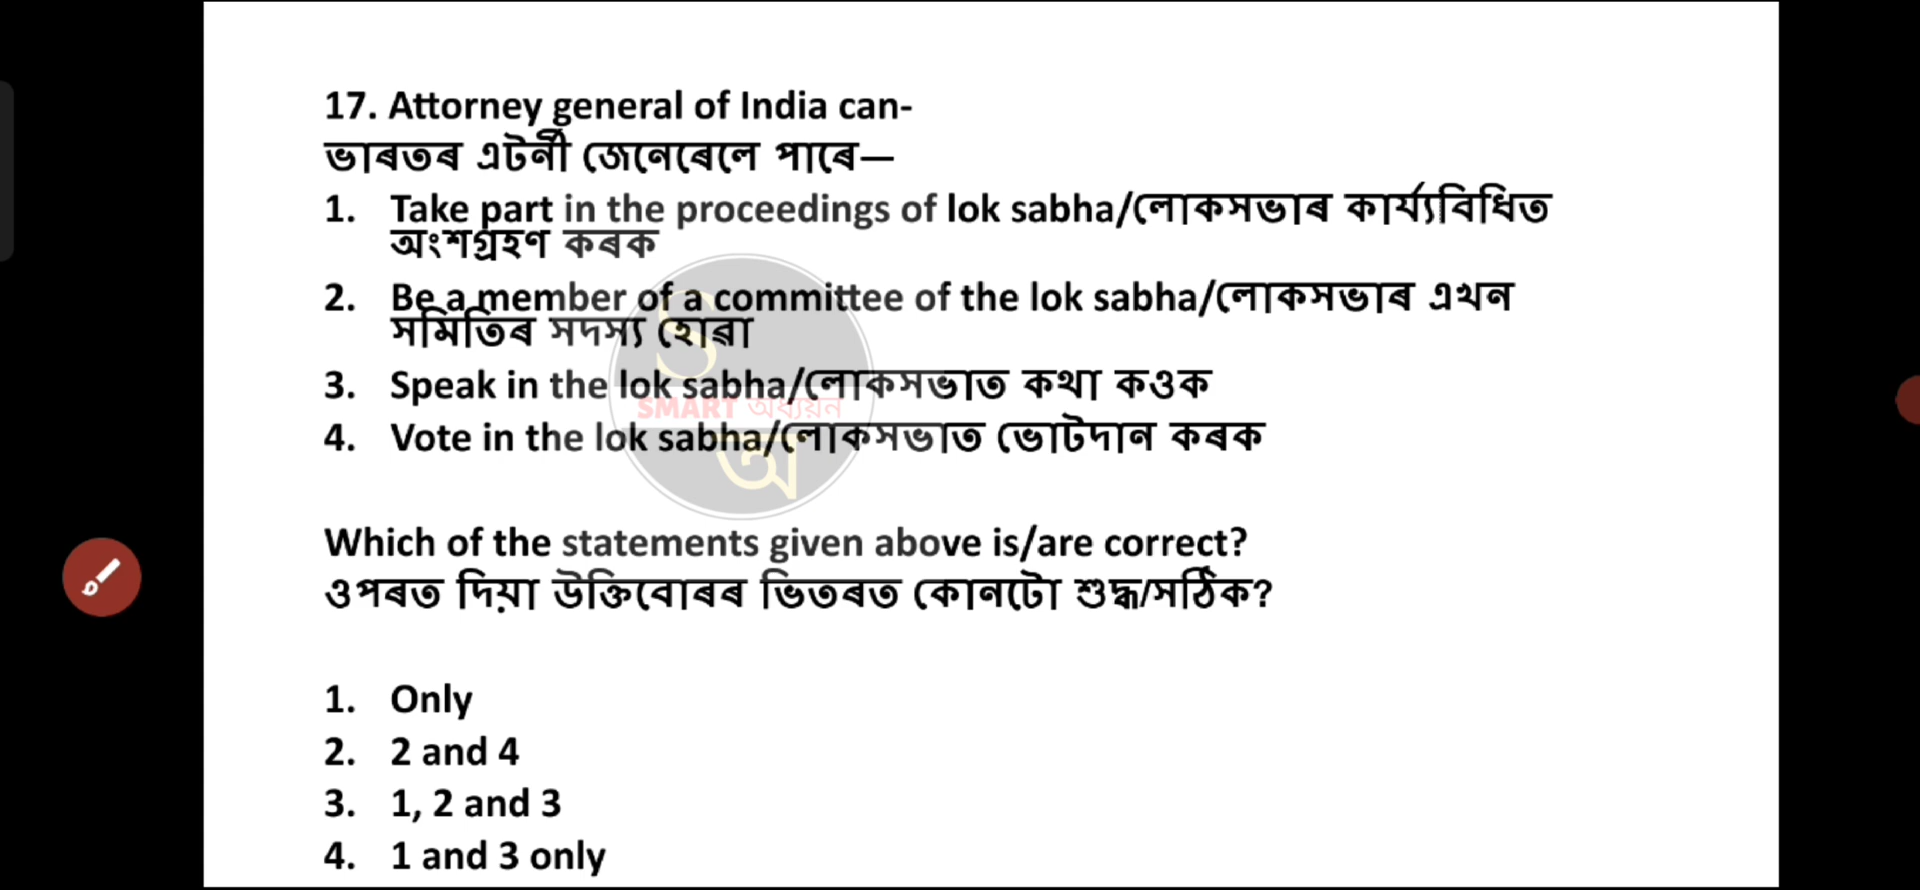 17. Attorney general of India can-
ভাৰতৰ এটৰ্নী জেনেৰেলে পাৰে—
1. Take part in the proceedings of lok sabha/লোকসভাৰ কাৰ্য্যবিধিত
অংশগ্ৰহণ কৰক
2. Be a member of a committee of the lok sabha/লোকসভাৰ এখন
সমিতিৰ সদস্য হোৱা
3. Speak in the lok sabha/লোকসভাত কথা কওক
SMART অধ্যয়ন
4. Vote in the lok sabha/লোকসভাত ভোটদান কৰক
Which of the statements given above is/are correct?
ওপৰত দিয়া উক্তিবোৰৰ ভিতৰত কোনটো শুদ্ধ/সঠিক?
1. Only
2. 2 and 4
3. 1, 2 and 3
4. 1 and 3 only